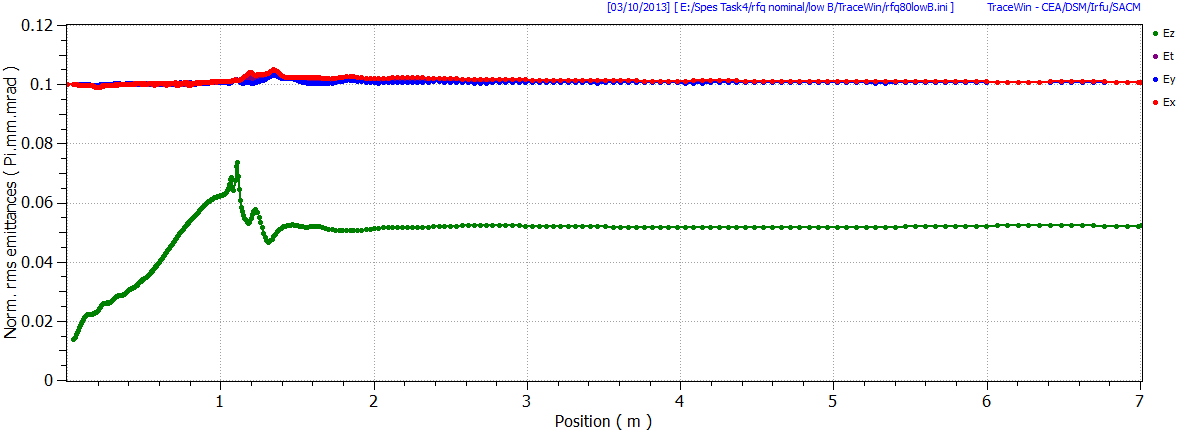 [03/10/2013] [ E:/Spes Task4/rfq nominal/low B/TraceWin/rfq80lowB.ini ] TraceWin - CEA/DSM/Irfu/SACM
Norm. rms emittances ( Pi.mm.mrad )
0.12
0.1
0.08
0.06
0.04
0.02
0
1 2 3 4 5 6 7
Position ( m )
Ez
Et
Ey
Ex